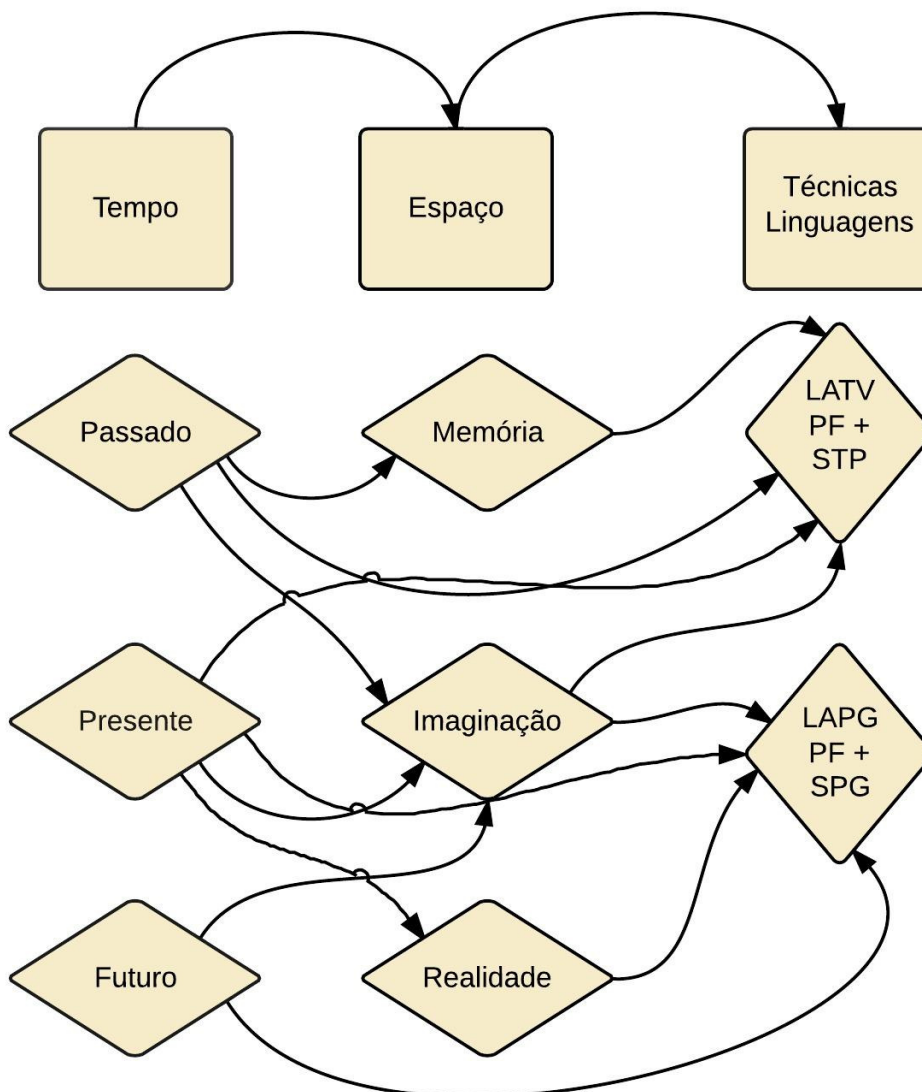 Tempo
Espaço
Técnicas
Linguagens
Passado
Memória
LATV
PF +
STP
Presente
Imaginação
LAPG
PF +
SPG
Futuro
Realidade